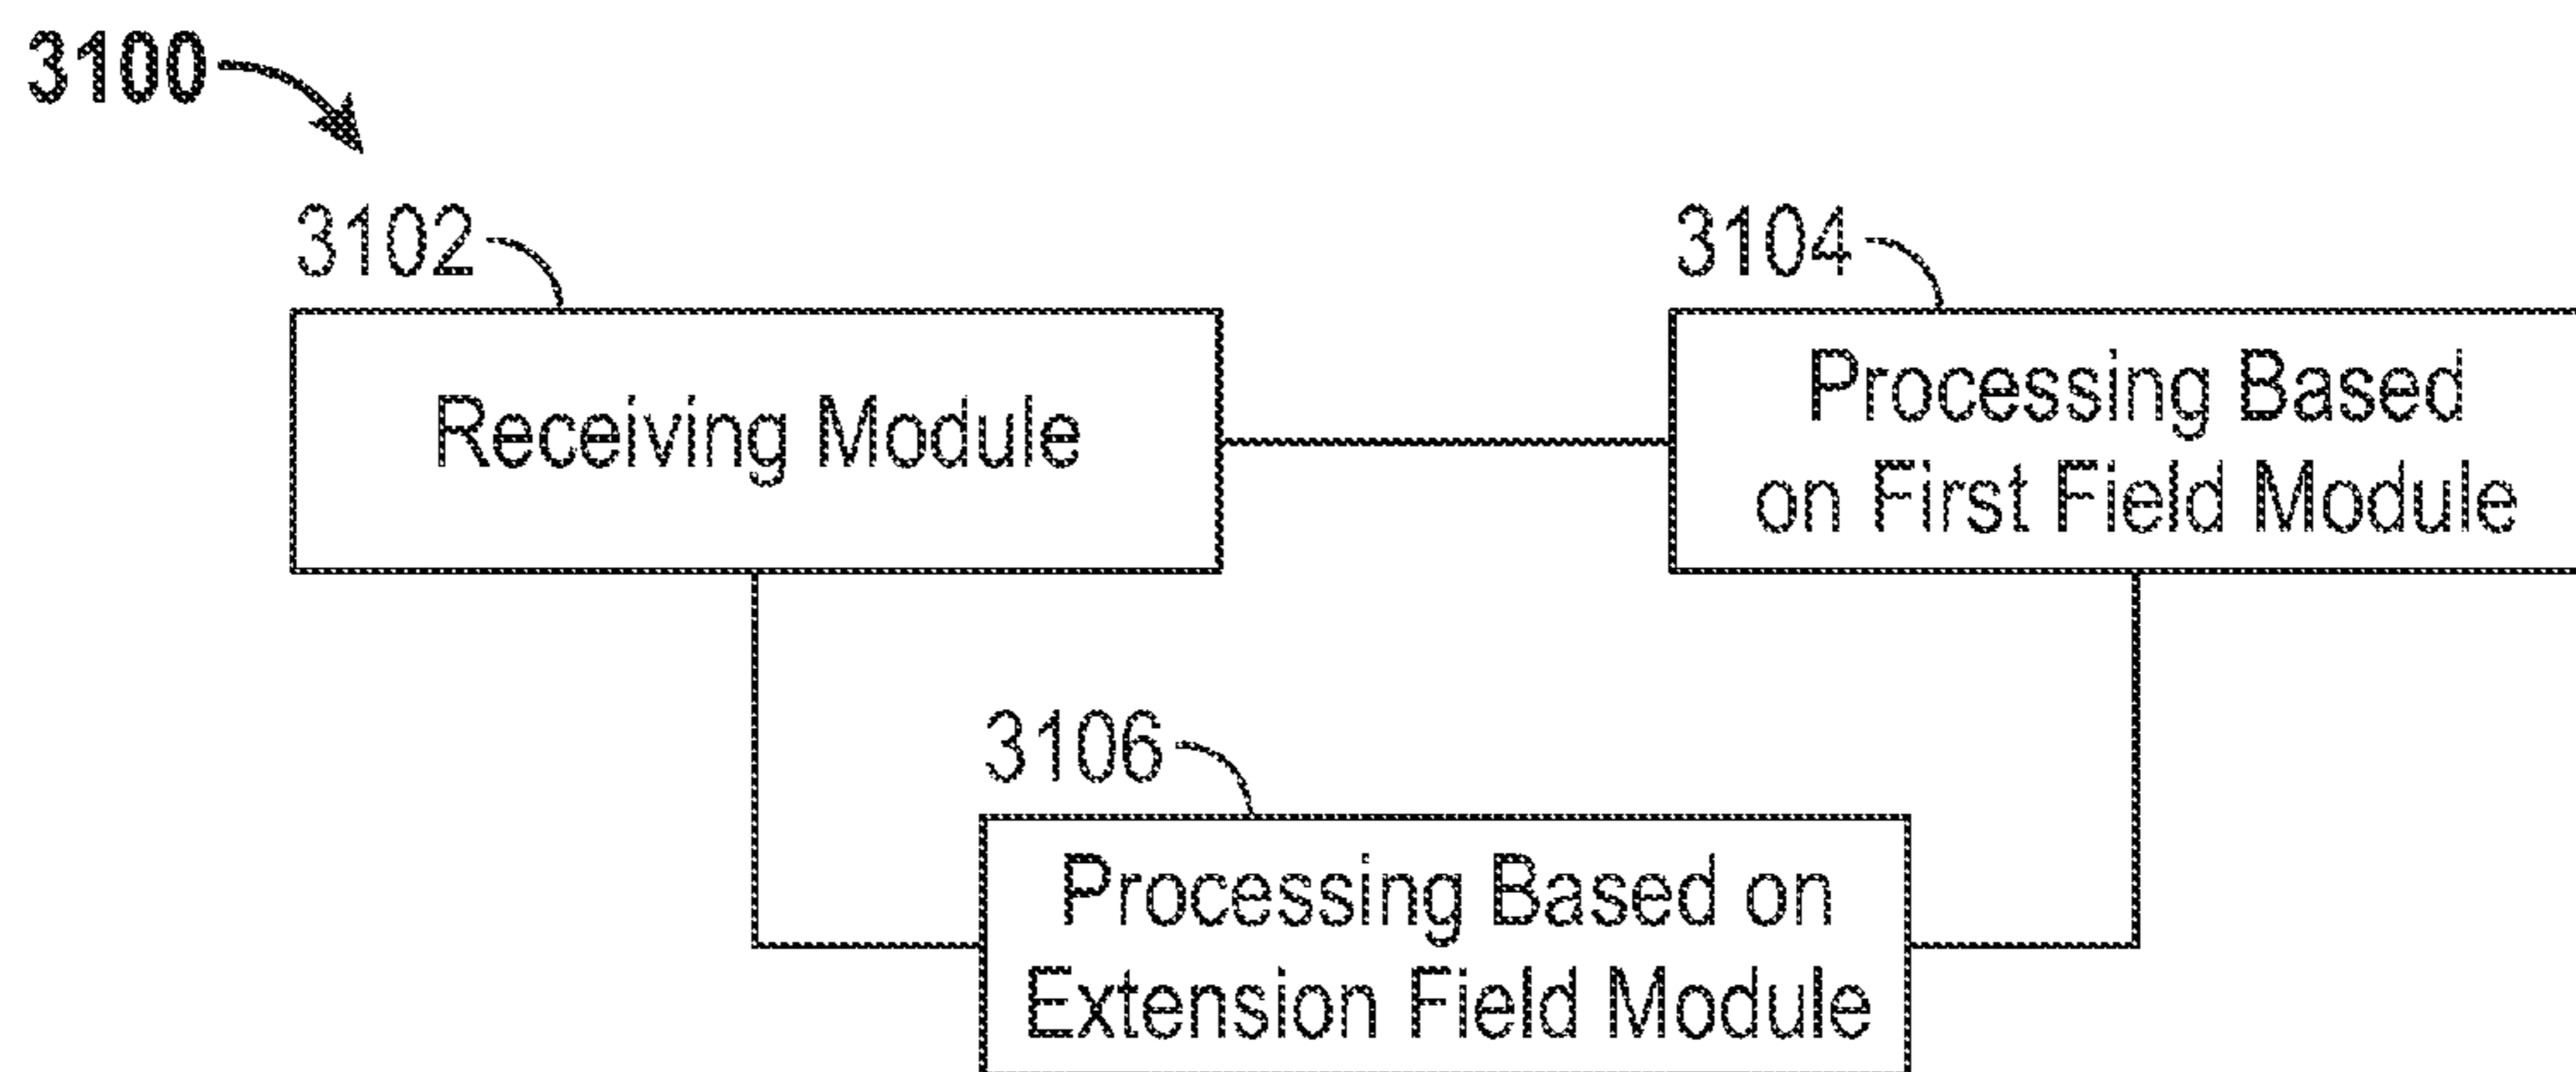 3100
3102
3104
Receiving Module
Processing Based
on First Field Module
3106
Processing Based on
Extension Field Module